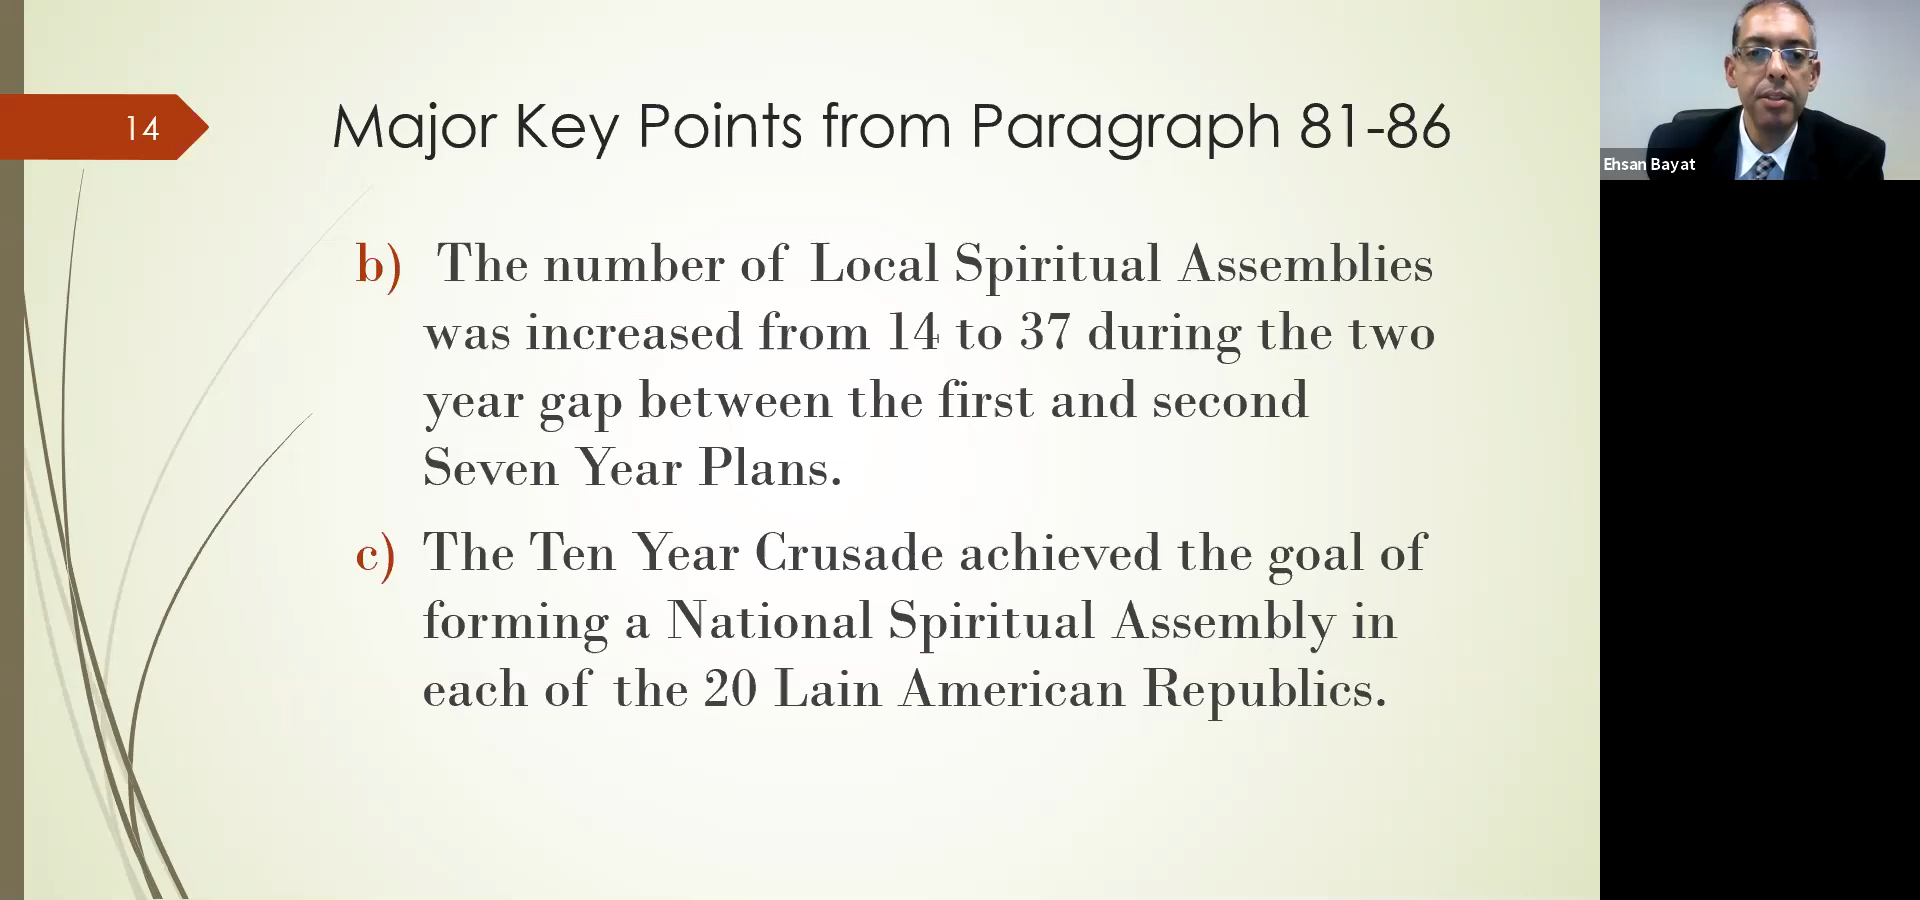 14
Major Key Points from Paragraph 81-86
b) The number of Local Spiritual Assemblies
was increased from 14 to 37 during the two
year gap between the first and second
Seven Year Plans.
c) The Ten Year Crusade achieved the goal of
forming a National Spiritual Assembly in
each of the 20 Lain American Republics.
Ehsan Bayat